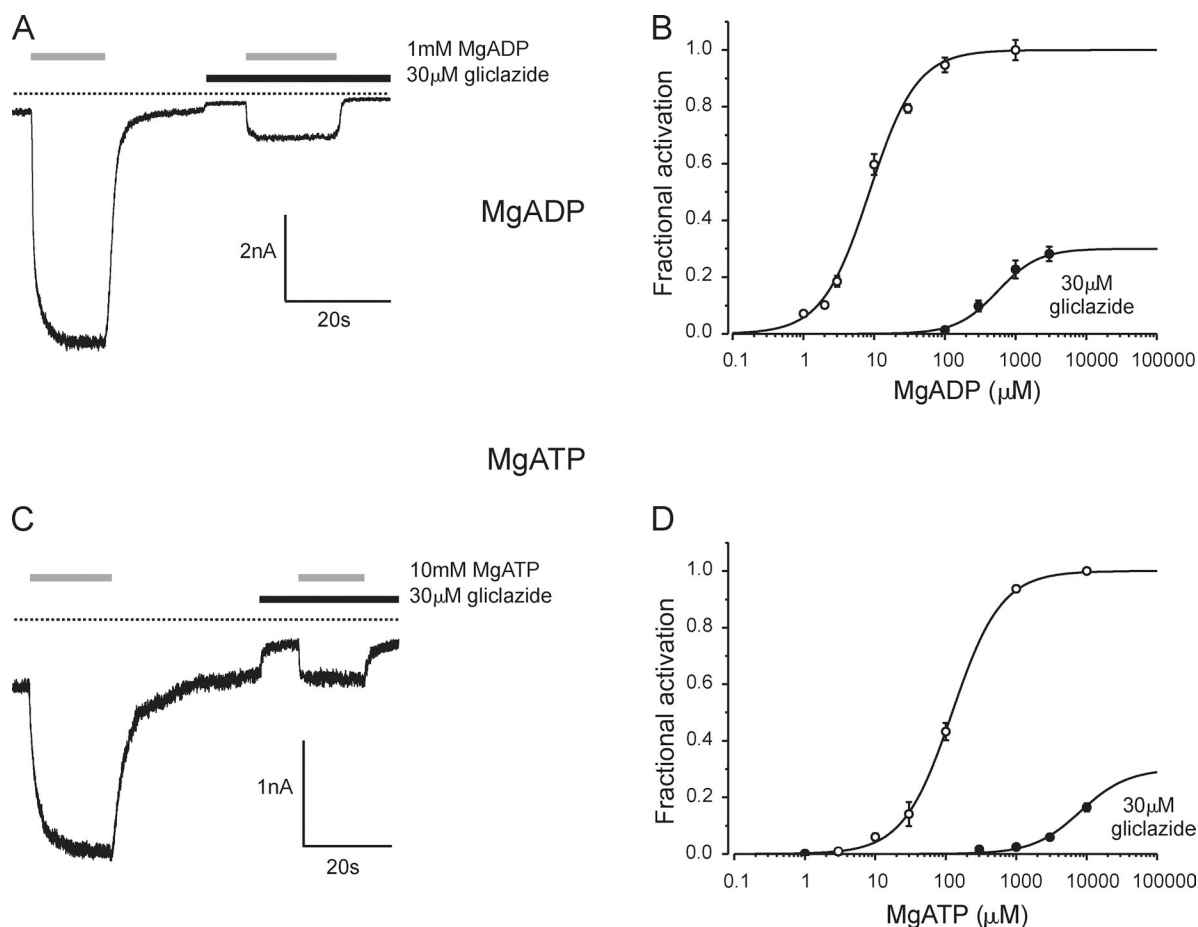 A
1mM MgADP
30μM gliclazide
2nA
20s
MgADP
B
Fractional activation
1.0
0.8
0.6
0.4
0.2
0.0
30μM
gliclazide
0.1 1 10 100 1000 10000 100000
MgADP (μM)
MgATP
C
10mM MgATP
30μM gliclazide
1nA
20s
D
Fractional activation
1.0
0.8
0.6
0.4
0.2
0.0
30μM
gliclazide
0.1 1 10 100 1000 10000 100000
MgATP (μM)